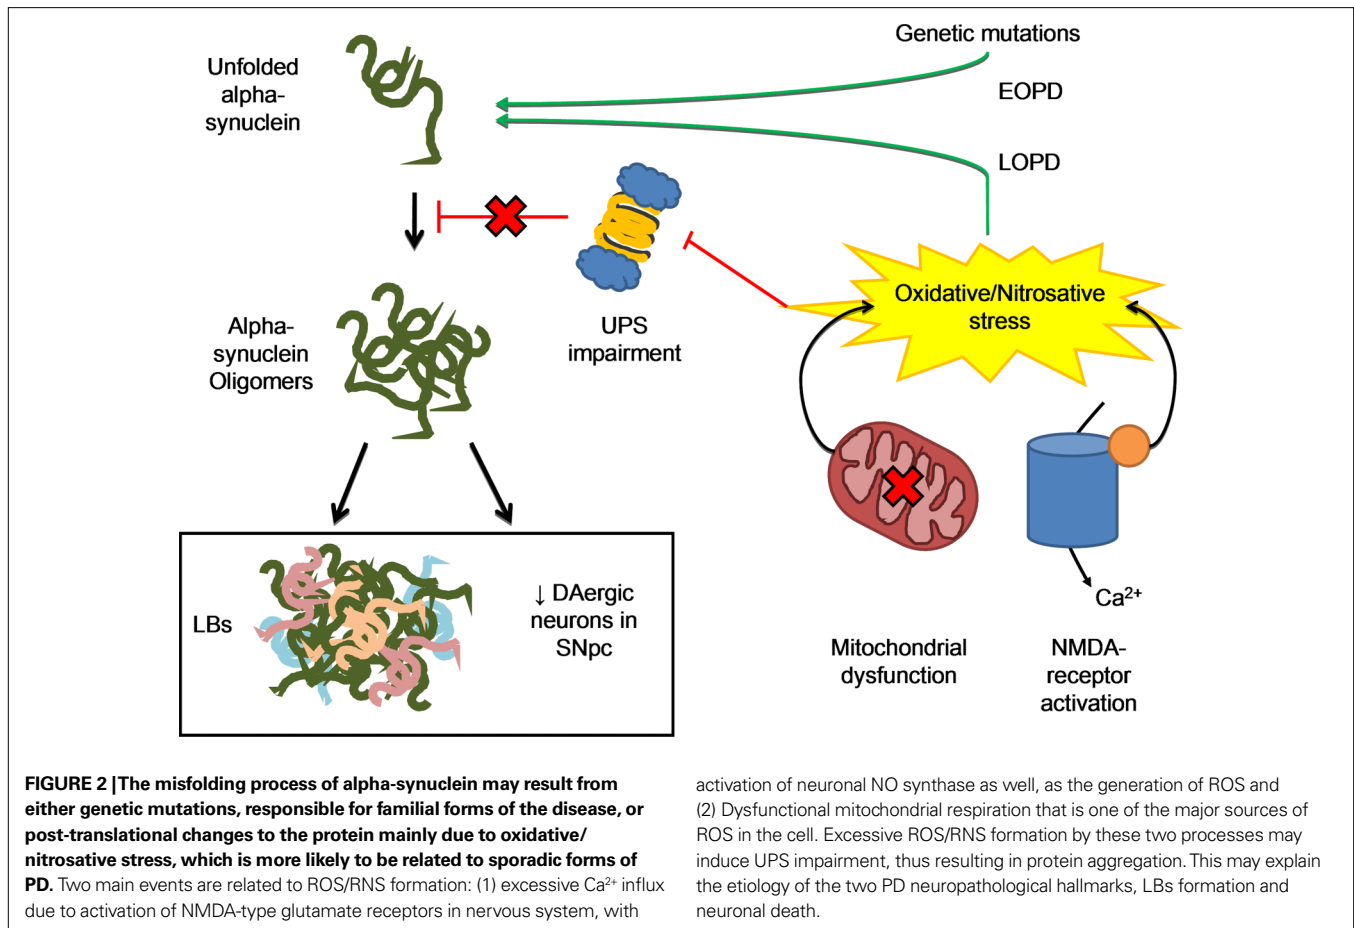 Genetic mutations
Unfolded
alpha-
synuclein
EOPD
LOPD
Oxidative/Nitrosative
stress
Alpha-
synuclein
Oligomers
UPS
impairment
LBs
↓ DAergic
neurons in
SNpc
Ca²⁺
Mitochondrial
dysfunction
NMDA-
receptor
activation
FIGURE 2 | The misfolding process of alpha-synuclein may result from
either genetic mutations, responsible for familial forms of the disease, or
post-translational changes to the protein mainly due to oxidative/
nitrosative stress, which is more likely to be related to sporadic forms of
PD. Two main events are related to ROS/RNS formation: (1) excessive Ca²⁺ influx
due to activation of NMDA-type glutamate receptors in nervous system, with
activation of neuronal NO synthase as well, as the generation of ROS and
(2) Dysfunctional mitochondrial respiration that is one of the major sources of
ROS in the cell. Excessive ROS/RNS formation by these two processes may
induce UPS impairment, thus resulting in protein aggregation. This may explain
the etiology of the two PD neuropathological hallmarks, LBs formation and
neuronal death.